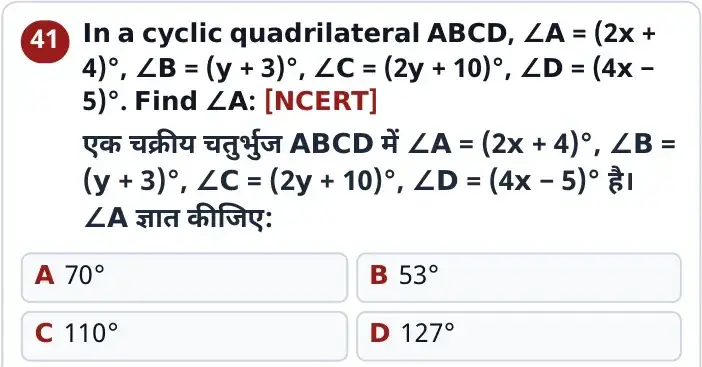 41 In a cyclic quadrilateral ABCD, ∠A = (2x +
4)°, ∠B = (y + 3)°, ∠C = (2y + 10)°, ∠D = (4x −
5)°. Find ∠A: [NCERT]
एक चक्रीय चतुर्भुज ABCD में ∠A = (2x + 4)°, ∠B =
(y + 3)°, ∠C = (2y + 10)°, ∠D = (4x − 5)° है।
∠A ज्ञात कीजिए:
A 70°
B 53°
C 110°
D 127°